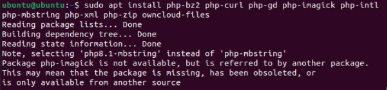 ubuntu@ubuntu:~$ sudo apt install php-bz2 php-curl php-gd php-imagick php-intl
php-mbstring php-xml php-zip owncloud-files
Reading package lists... Done
Building dependency tree... Done
Reading state information... Done
Note, selecting 'php8.1-mbstring' instead of 'php-mbstring'
Package php-imagick is not available, but is referred to by another package.
This may mean that the package is missing, has been obsoleted, or
is only available from another source